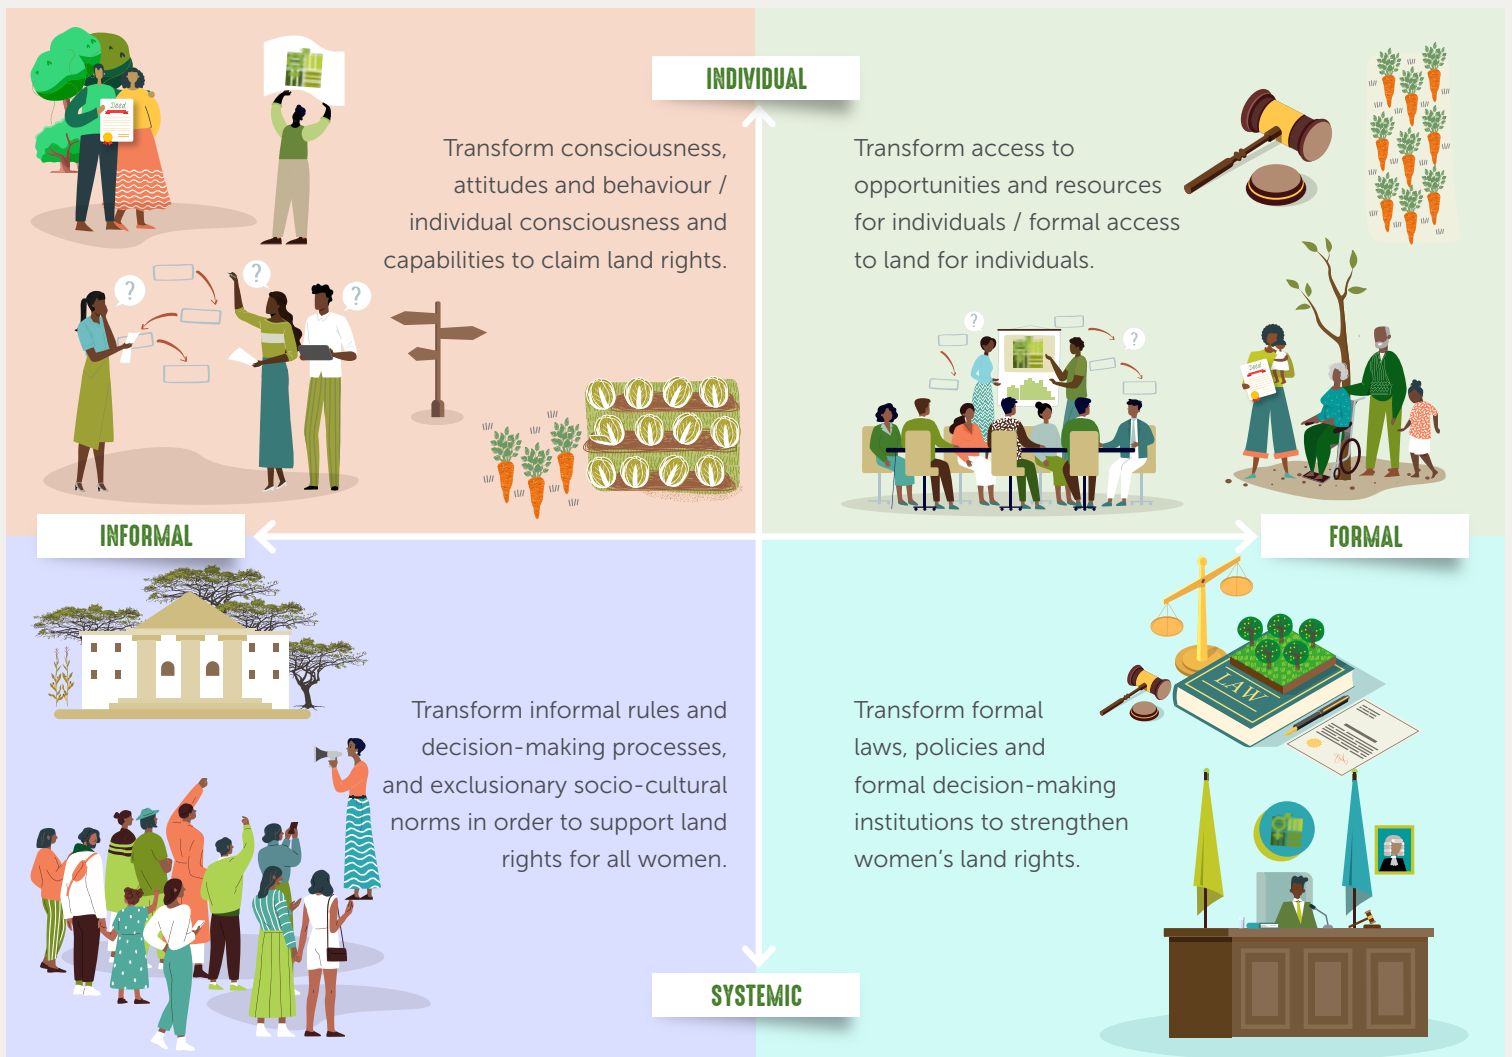 INDIVIDUAL
Deed
Transform consciousness,
attitudes and behaviour /
individual consciousness and
capabilities to claim land rights.
?
?
?
Transform access to
opportunities and resources
for individuals / formal access
to land for individuals.
?
?
Deed
INFORMAL
FORMAL
Transform informal rules and
decision-making processes,
and exclusionary socio-cultural
norms in order to support land
rights for all women.
LAW
Transform formal
laws, policies and
formal decision-making
institutions to strengthen
women’s land rights.
SYSTEMIC